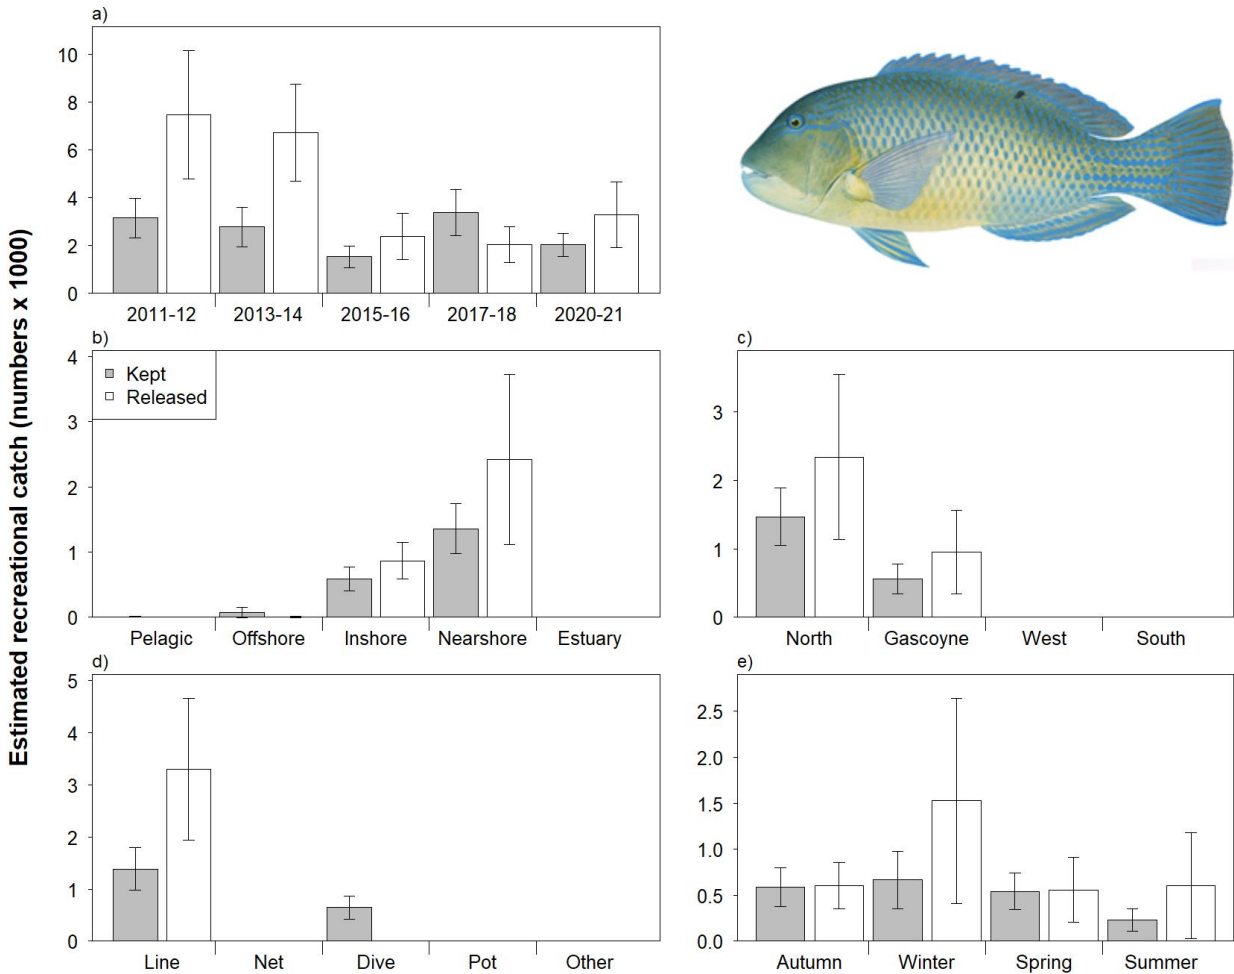 Estimated recreational catch (numbers x 1000)
a)
10
8
6
4
2
0
2011-12 2013-14 2015-16 2017-18 2020-21
b)
Kept
Released
4
3
2
1
0
Pelagic Offshore Inshore Nearshore Estuary
c)
3
2
1
0
North Gascoyne West South
d)
5
4
3
2
1
0
Line Net Dive Pot Other
e)
2.5
2.0
1.5
1.0
0.5
0.0
Autumn Winter Spring Summer